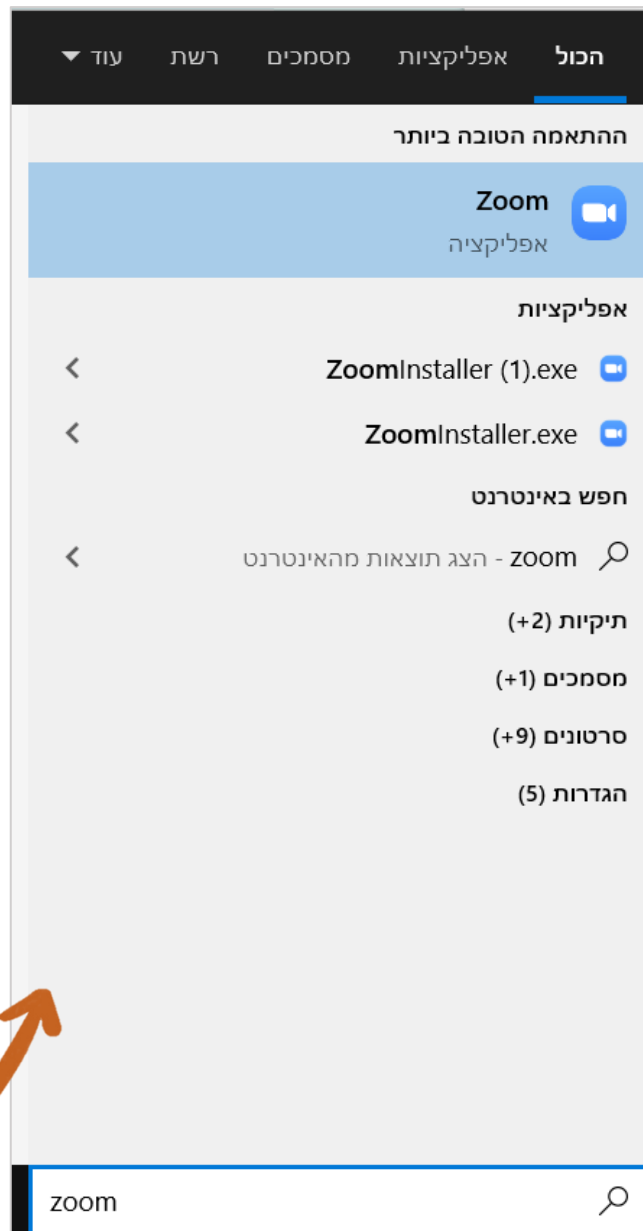 הכול אפליקציות מסמכים רשת עוד
ההתאמה הטובה ביותר
Zoom
אפליקציה
אפליקציות
ZoomInstaller (1).exe
ZoomInstaller.exe
חפש באינטרנט
zoom - הצג תוצאות מהאינטרנט
תיקיות (2+)
מסמכים (1+)
סרטונים (9+)
הגדרות (5)
zoom